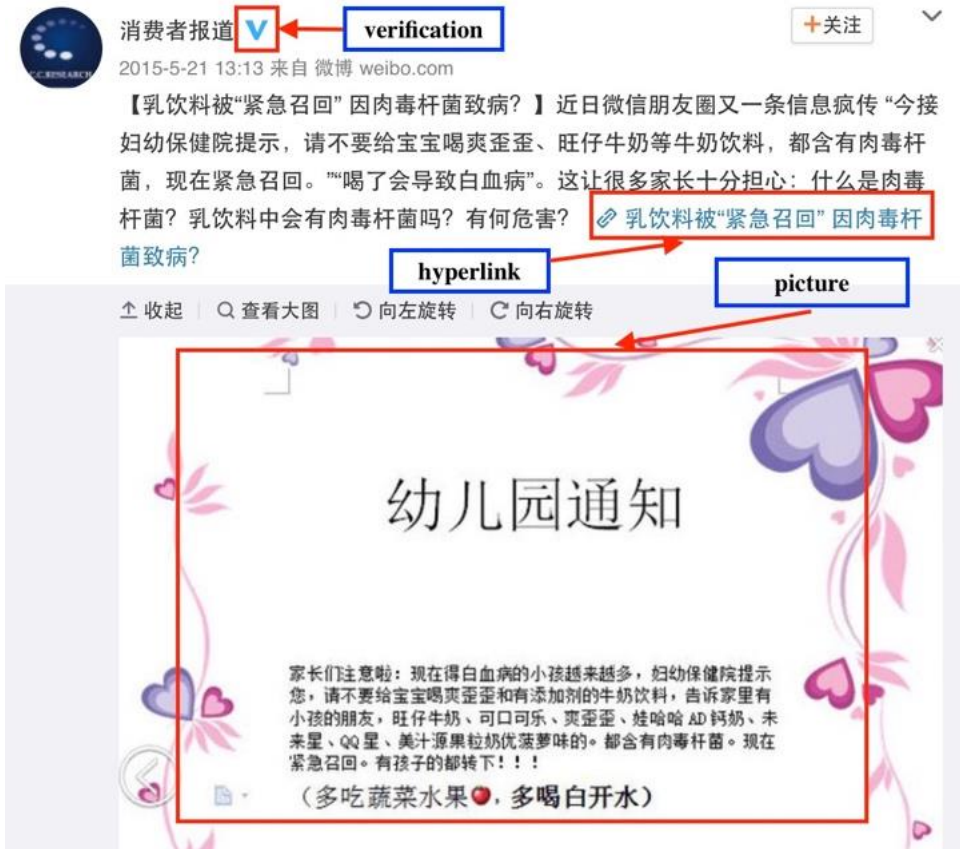 消费者报道 V
verification
+关注
C.C.RESEARCH
2015-5-21 13:13 来自 微博 weibo.com
【乳饮料被“紧急召回” 因肉毒杆菌致病？】近日微信朋友圈又一条信息疯传 “今接
妇幼保健院提示，请不要给宝宝喝爽歪歪、旺仔牛奶等牛奶饮料，都含有肉毒杆
菌，现在紧急召回。”“喝了会导致白血病”。这让很多家长十分担心：什么是肉毒
杆菌？乳饮料中会有肉毒杆菌吗？有何危害？ 乳饮料被“紧急召回” 因肉毒杆
菌致病？
hyperlink
picture
收起 查看大图 向左旋转 向右旋转
幼儿园通知
家长们注意啦：现在得白血病的小孩越来越多，妇幼保健院提示
您，请不要给宝宝喝爽歪歪和有添加剂的牛奶饮料，告诉家里有
小孩的朋友，旺仔牛奶、可口可乐、爽歪歪、娃哈哈 AD 钙奶、未
来星、QQ 星、美汁源果粒奶优菠萝味的。都含有肉毒杆菌。现在
紧急召回。有孩子的都转下！！！
（多吃蔬菜水果，多喝白开水）